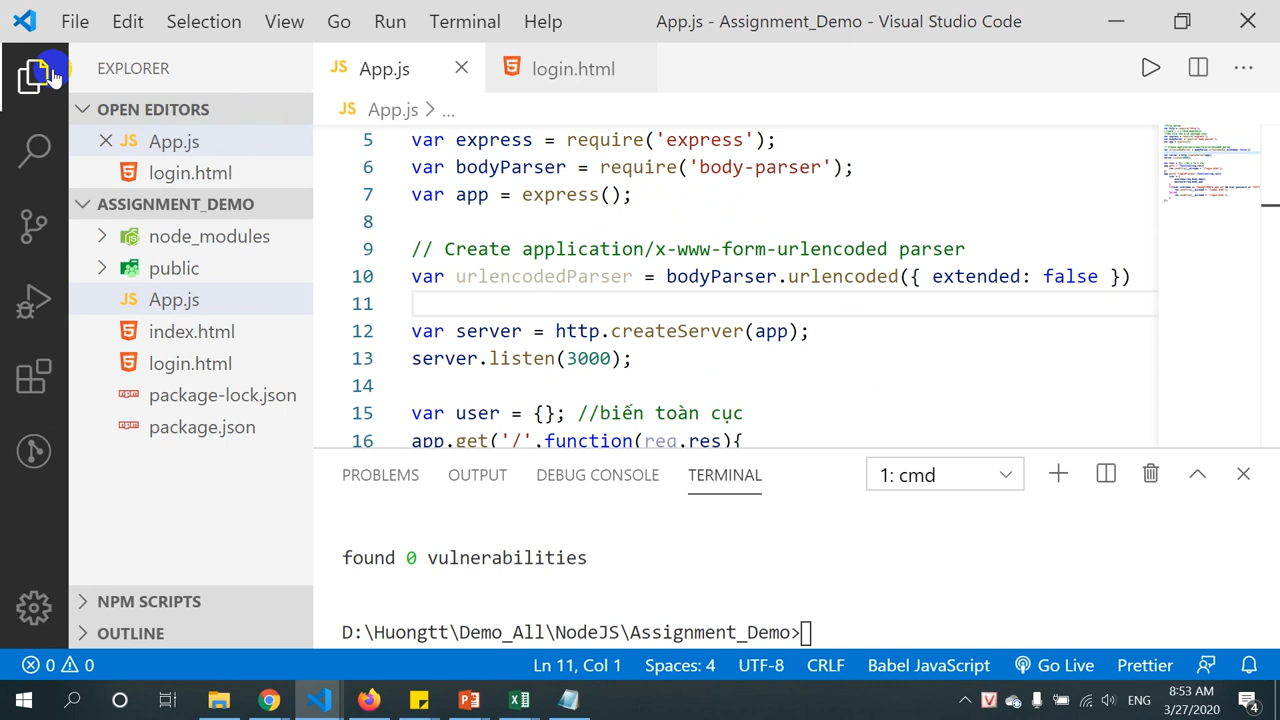 File Edit Selection View Go Run Terminal Help App.js - Assignment_Demo - Visual Studio Code
EXPLORER
OPEN EDITORS
JS App.js
login.html
ASSIGNMENT_DEMO
node_modules
public
JS App.js
index.html
login.html
package-lock.json
package.json
NPM SCRIPTS
OUTLINE
JS App.js
login.html
JS App.js > ...
5 var express = require('express');
6 var bodyParser = require('body-parser');
7 var app = express();
8
9 // Create application/x-www-form-urlencoded parser
10 var urlencodedParser = bodyParser.urlencoded({ extended: false })
11
12 var server = http.createServer(app);
13 server.listen(3000);
14
15 var user = {}; //biến toàn cục
16 app.get('/',function(req,res){
PROBLEMS OUTPUT DEBUG CONSOLE TERMINAL 1: cmd
found 0 vulnerabilities
D:\Huongtt\Demo_All\NodeJS\Assignment_Demo>
0 0 Ln 11, Col 1 Spaces: 4 UTF-8 CRLF Babel JavaScript Go Live Prettier
ENG 8:53 AM
3/27/2020 4